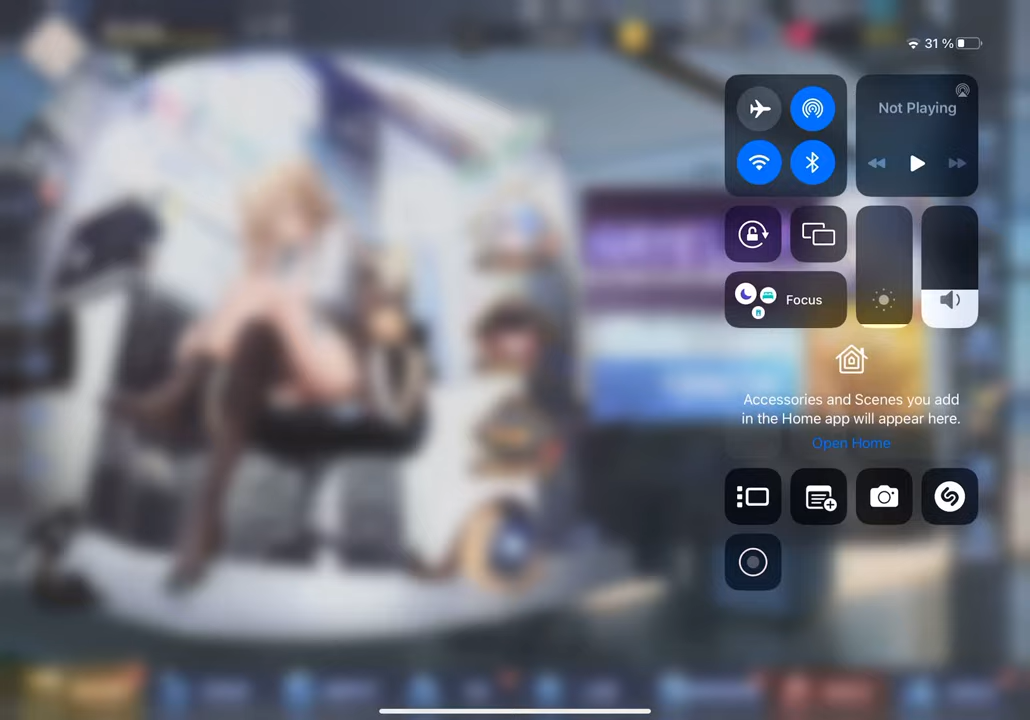 31 %
Not Playing
Focus
Accessories and Scenes you add
in the Home app will appear here.
Open Home